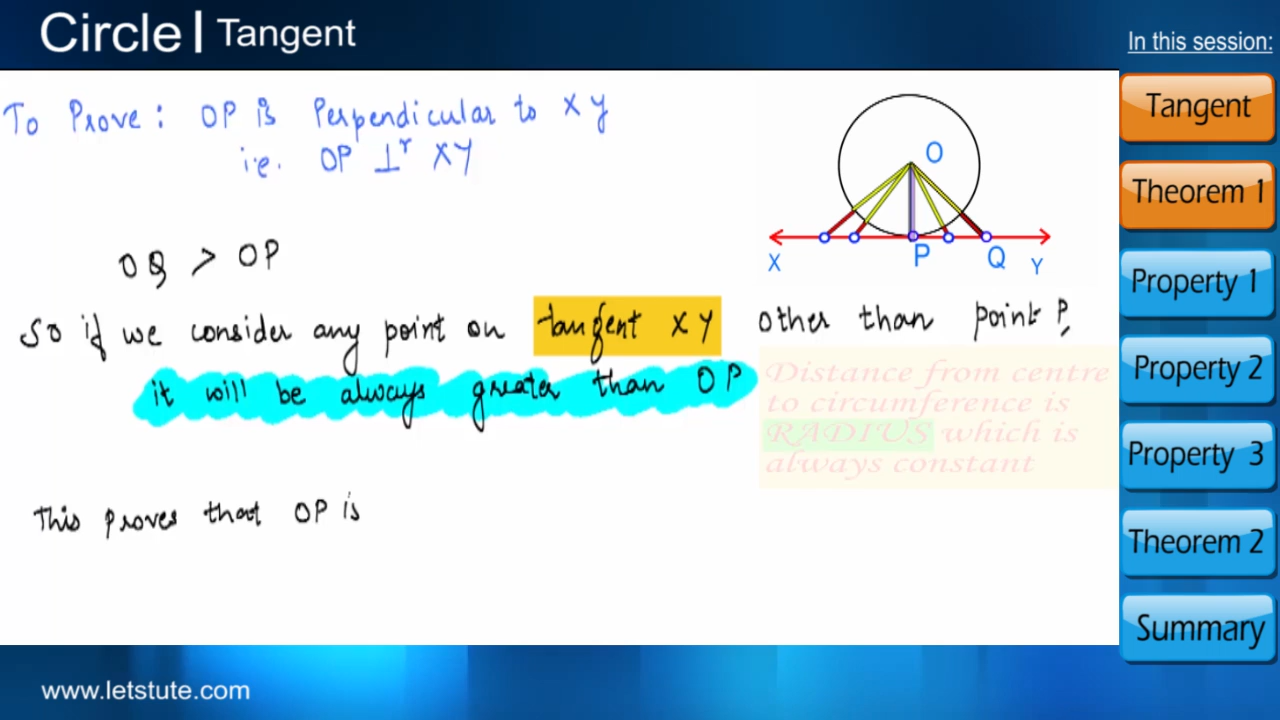 Circle | Tangent
In this session:
To Prove: OP is Perpendicular to XY
i.e. OP ⊥r XY
O
X P Q Y
OQ > OP
So if we consider any point on tangent XY other than point P,
it will be always greater than OP
Distance from centre
to circumference is
RADIUS which is
always constant
This proves that OP is
Tangent
Theorem 1
Property 1
Property 2
Property 3
Theorem 2
Summary
www.letstute.com